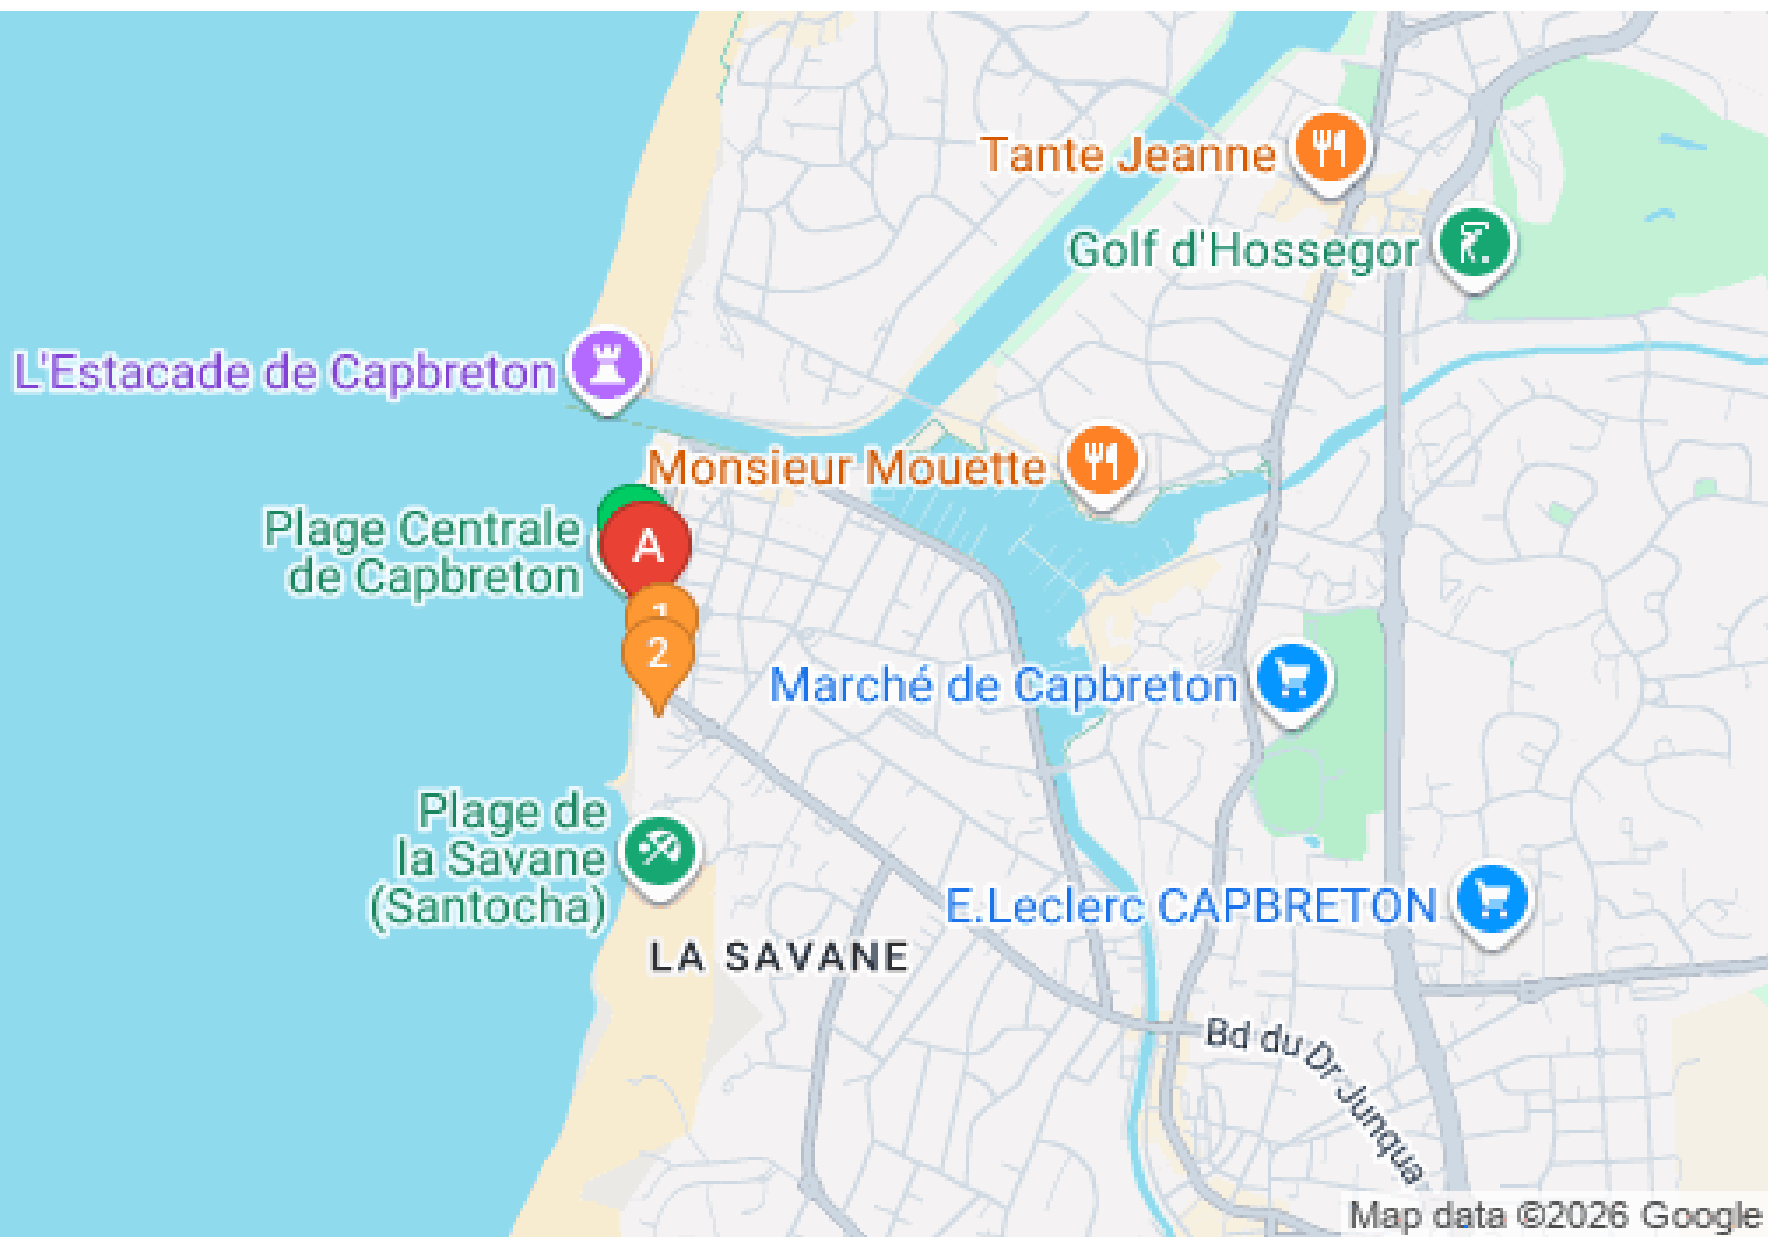 Tante Jeanne
Golf d'Hossegor
L'Estacade de Capbreton
Monsieur Mouette
Plage Centrale
de Capbreton
A
1
2
Marché de Capbreton
Plage de
la Savane
(Santocha)
E.Leclerc CAPBRETON
LA SAVANE
Bd du Dr Junqua
Map data ©2026 Google